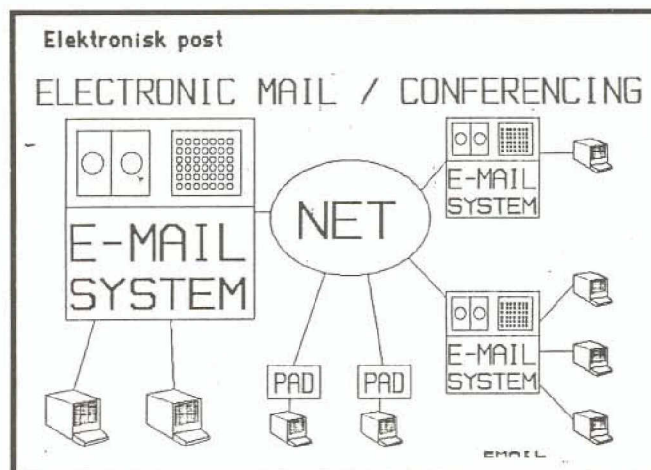 Elektronisk post
ELECTRONIC MAIL / CONFERENCING
E-MAIL
SYSTEM
NET
E-MAIL
SYSTEM
E-MAIL
SYSTEM
PAD
PAD
EMAIL